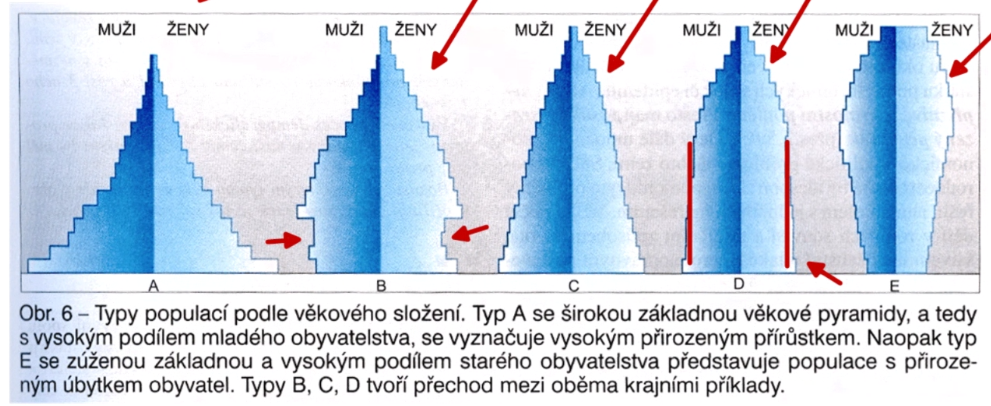 MUŽI ŽENY MUŽI ŽENY MUŽI ŽENY MUŽI ŽENY MUŽI ŽENY
A B C D E
Obr. 6 – Typy populací podle věkového složení. Typ A se širokou základnou věkové pyramidy, a tedy
s vysokým podílem mladého obyvatelstva, se vyznačuje vysokým přirozeným přírůstkem. Naopak typ
E se zúženou základnou a vysokým podílem starého obyvatelstva představuje populace s přiroze-
ným úbytkem obyvatel. Typy B, C, D tvoří přechod mezi oběma krajními příklady.